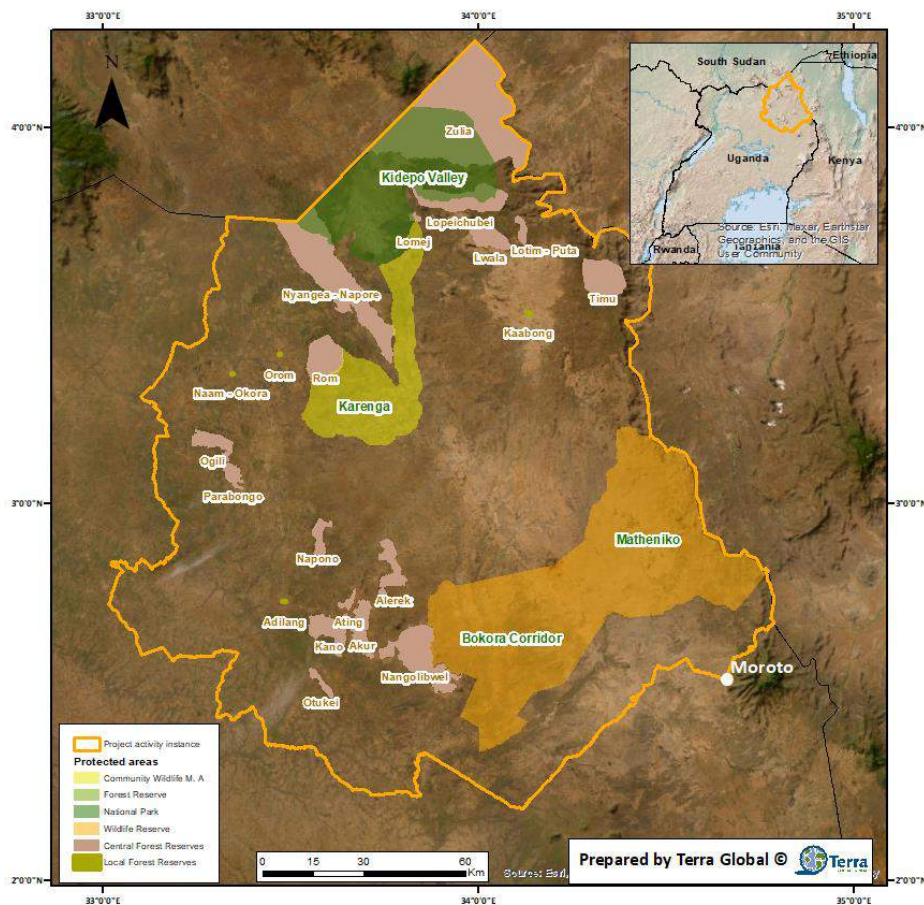 33°0'0"E
34°0'0"E
35°0'0"E
N
4°0'0"N
3°0'0"N
2°0'0"N
4°0'0"N
3°0'0"N
2°0'0"N
South Sudan
Ethiopia
Uganda
Kenya
Rwanda
Tanzania
Source: Esri, Maxar, Earthstar
Geographics, and the GIS
User Community
Zulia
Kidepo Valley
Lopeichubei
Lomej
Lwala
Lotim - Puta
Timu
Nyangea - Napore
Kaabong
Orom
Rom
Naam - Okora
Karenga
Ogili
Parabongo
Matheniko
Napono
Alerek
Adilang
Ating
Kano
Akur
Bokora Corridor
Nangolibwel
Moroto
Otukei
Project activity instance
Protected areas
Community Wildlife M. A
Forest Reserve
National Park
Wildlife Reserve
Central Forest Reserves
Local Forest Reserves
0 15 30 60
Km
Source: Esri,
Prepared by Terra Global ©
Terra
33°0'0"E
34°0'0"E
35°0'0"E